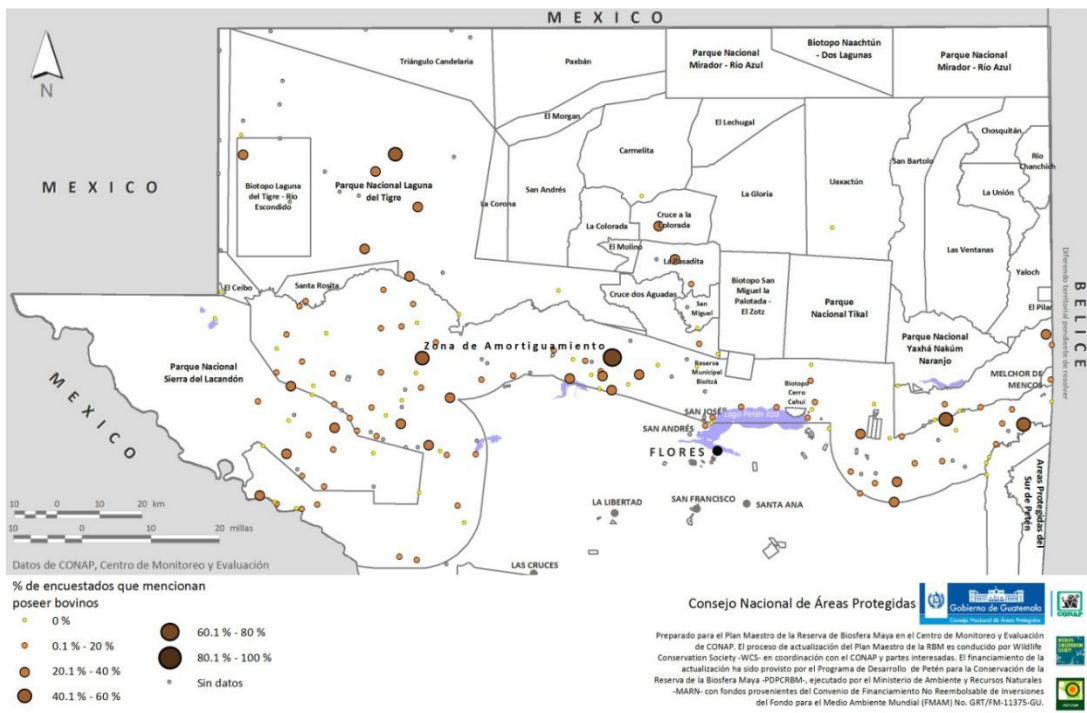 MEXICO
Triángulo Candelaria
Paxbán
Parque Nacional
Mirador - Río Azul
Biotopo Naachtún
- Dos Lagunas
Parque Nacional
Mirador - Río Azul
N
El Morgan
El Lechugal
Chosquitán
Carmelita
San Bartolo
Río
Chanchich
MEXICO
Biotopo Laguna
del Tigre - Río
Escondido
Parque Nacional Laguna
del Tigre
San Andrés
La Corona
La Gloria
Uaxactún
La Unión
La Colorada
Cruce a la
Colorada
El Molino
La Pasadita
Las Ventanas
Yaloch
El Ceibo
Santa Rosita
Cruce dos Aguadas
San
Miguel
Biotopo San
Miguel la
Palotada -
El Zotz
Parque
Nacional Tikal
El Pilar
Diferendo territorial pendiente de resolver
BELICE
Parque Nacional
Sierra del Lacandón
Zona de Amortiguamiento
Reserva
Municipal
Bioitzá
Parque Nacional
Yaxhá Nakúm
Naranjo
MELCHOR DE
MENCOS
Biotopo
Cerro
Cahuí
MEXICO
SAN JOSÉ
Lago Petén Itzá
SAN ANDRÉS
FLORES
Areas Protegidas del
Sur de Petén
LA LIBERTAD
SAN FRANCISCO
SANTA ANA
10 0 10 20 km
10 5 0 10 20 millas
LAS CRUCES
Datos de CONAP, Centro de Monitoreo y Evaluación
% de encuestados que mencionan
poseer bovinos
0 %
0.1 % - 20 %
20.1 % - 40 %
40.1 % - 60 %
60.1 % - 80 %
80.1 % - 100 %
Sin datos
Consejo Nacional de Áreas Protegidas
Gobierno de Guatemala
Consejo Nacional de Áreas Protegidas
CONAP
WILDLIFE
CONSERVATION
SOCIETY
Preparado para el Plan Maestro de la Reserva de Biosfera Maya en el Centro de Monitoreo y Evaluación
de CONAP. El proceso de actualización del Plan Maestro de la RBM es conducido por Wildlife
Conservation Society -WCS- en coordinación con el CONAP y partes interesadas. El financiamiento de la
actualización ha sido provisto por el Programa de Desarrollo de Petén para la Conservación de la
Reserva de la Biosfera Maya -PDPCRBM-, ejecutado por el Ministerio de Ambiente y Recursos Naturales
-MARN- con fondos provenientes del Convenio de Financiamiento No Reembolsable de Inversiones
del Fondo para el Medio Ambiente Mundial (FMAM) No. GRT/FM-11375-GU.